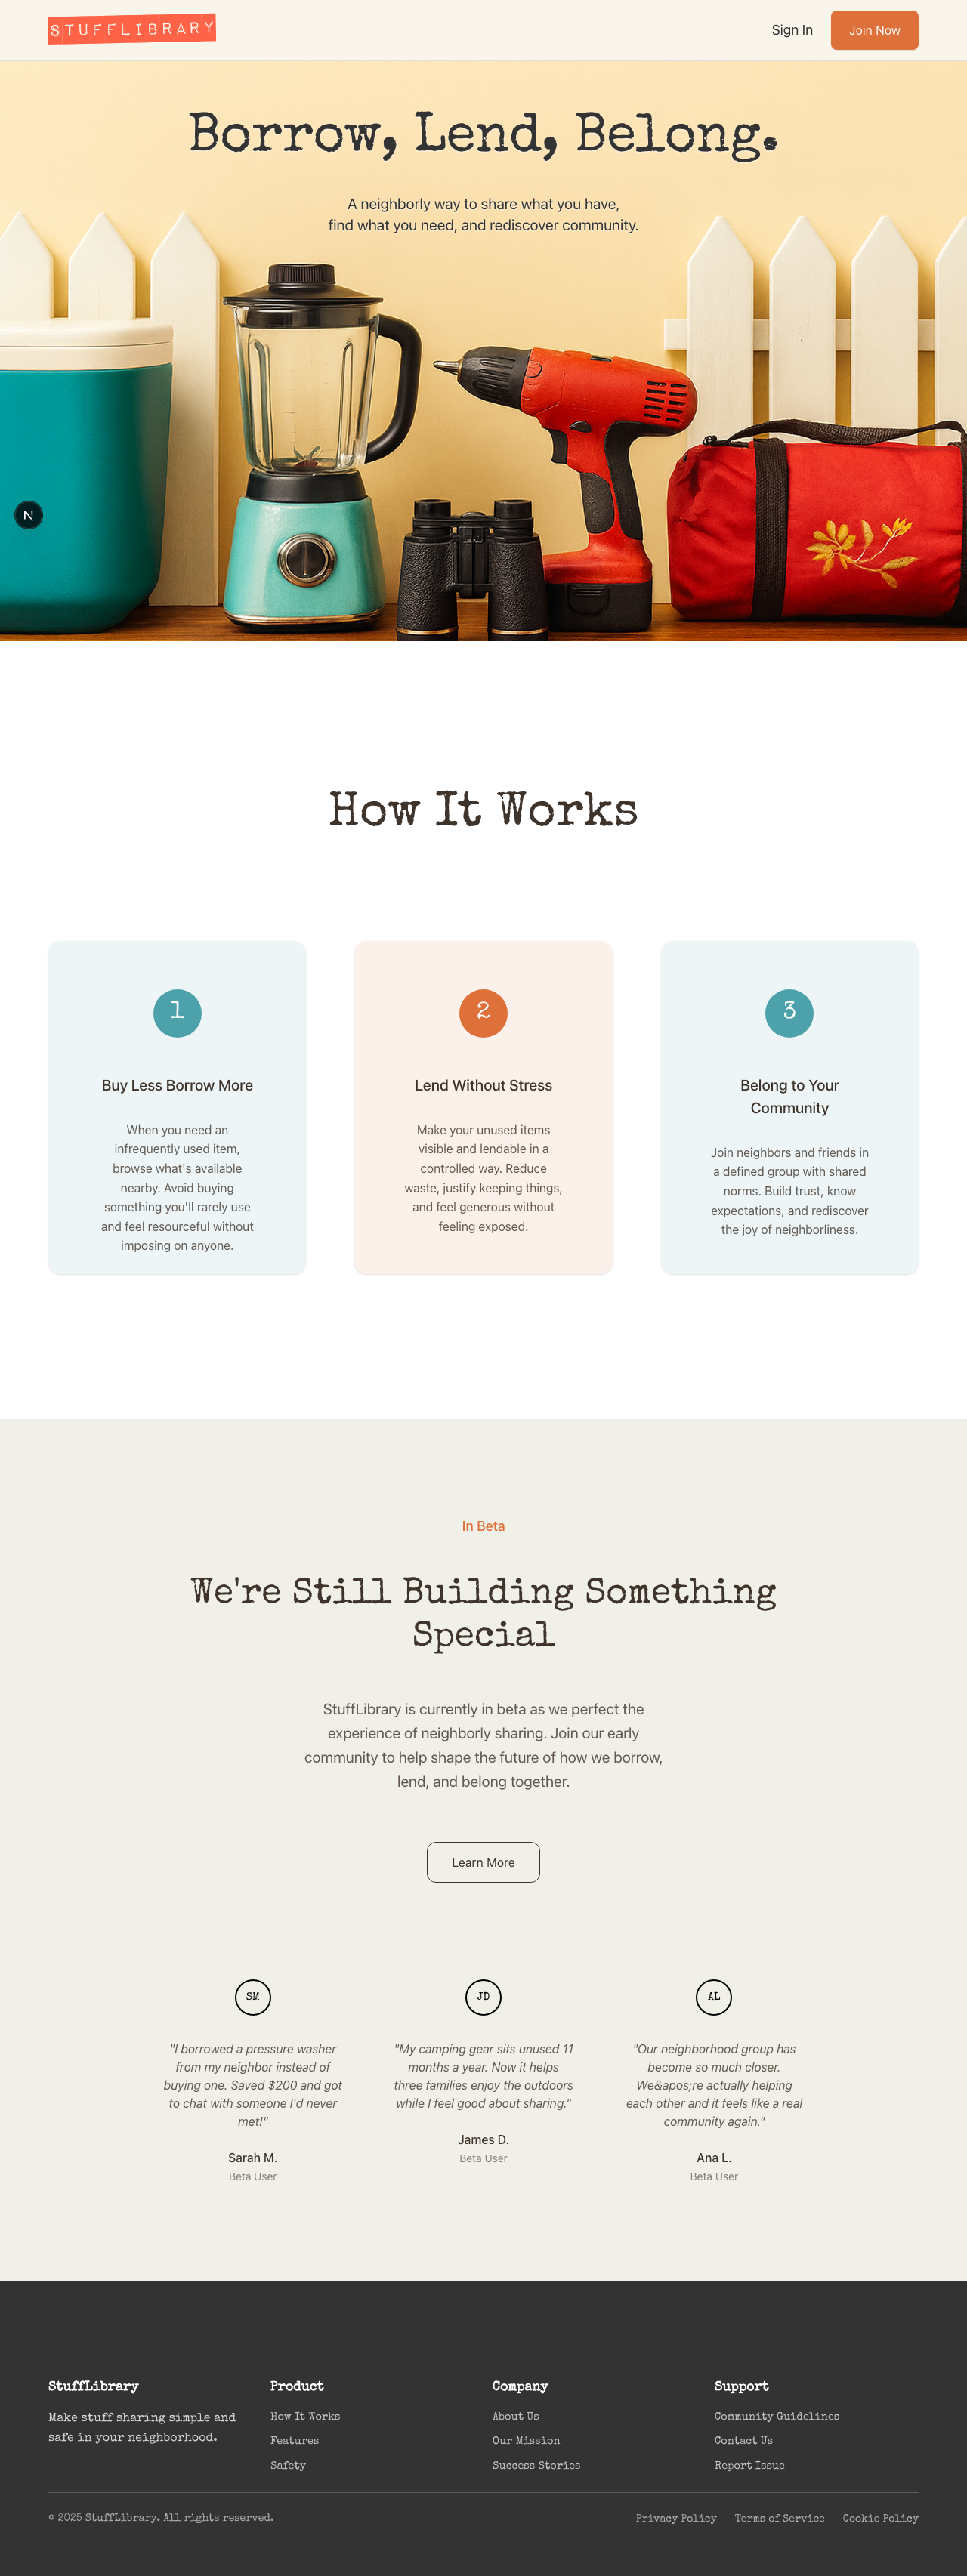 STUFFLIBRARY
Sign In
Join Now
Borrow, Lend, Belong.
A neighborly way to share what you have,
find what you need, and rediscover community.
N
How It Works
1
Buy Less Borrow More
When you need an
infrequently used item,
browse what's available
nearby. Avoid buying
something you'll rarely use
and feel resourceful without
imposing on anyone.
2
Lend Without Stress
Make your unused items
visible and lendable in a
controlled way. Reduce
waste, justify keeping things,
and feel generous without
feeling exposed.
3
Belong to Your
Community
Join neighbors and friends in
a defined group with shared
norms. Build trust, know
expectations, and rediscover
the joy of neighborliness.
In Beta
We're Still Building Something
Special
StuffLibrary is currently in beta as we perfect the
experience of neighborly sharing. Join our early
community to help shape the future of how we borrow,
lend, and belong together.
Learn More
SM
"I borrowed a pressure washer
from my neighbor instead of
buying one. Saved $200 and got
to chat with someone I'd never
met!"
Sarah M.
Beta User
JD
"My camping gear sits unused 11
months a year. Now it helps
three families enjoy the outdoors
while I feel good about sharing."
James D.
Beta User
AL
"Our neighborhood group has
become so much closer.
We&apos;re actually helping
each other and it feels like a real
community again."
Ana L.
Beta User
StuffLibrary
Make stuff sharing simple and
safe in your neighborhood.
Product
How It Works
Features
Safety
Company
About Us
Our Mission
Success Stories
Support
Community Guidelines
Contact Us
Report Issue
© 2025 StuffLibrary. All rights reserved.
Privacy Policy
Terms of Service
Cookie Policy